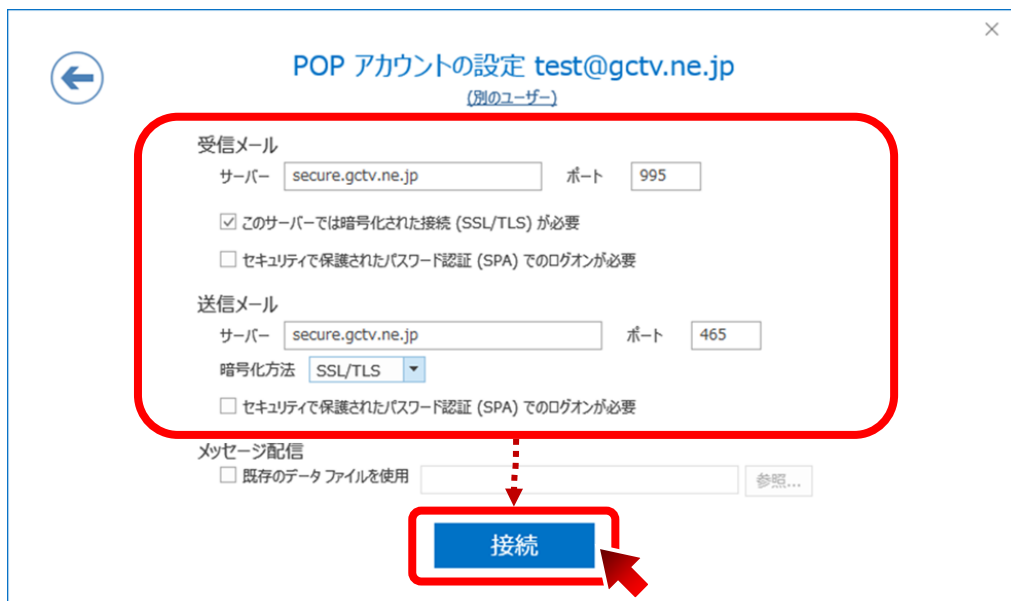 POP アカウントの設定 test@gctv.ne.jp
(別のユーザー)
受信メール
サーバー secure.gctv.ne.jp ポート 995
このサーバーでは暗号化された接続 (SSL/TLS) が必要
セキュリティで保護されたパスワード認証 (SPA) でのログオンが必要
送信メール
サーバー secure.gctv.ne.jp ポート 465
暗号化方法 SSL/TLS
セキュリティで保護されたパスワード認証 (SPA) でのログオンが必要
メッセージ配信
既存のデータ ファイルを使用 参照...
接続